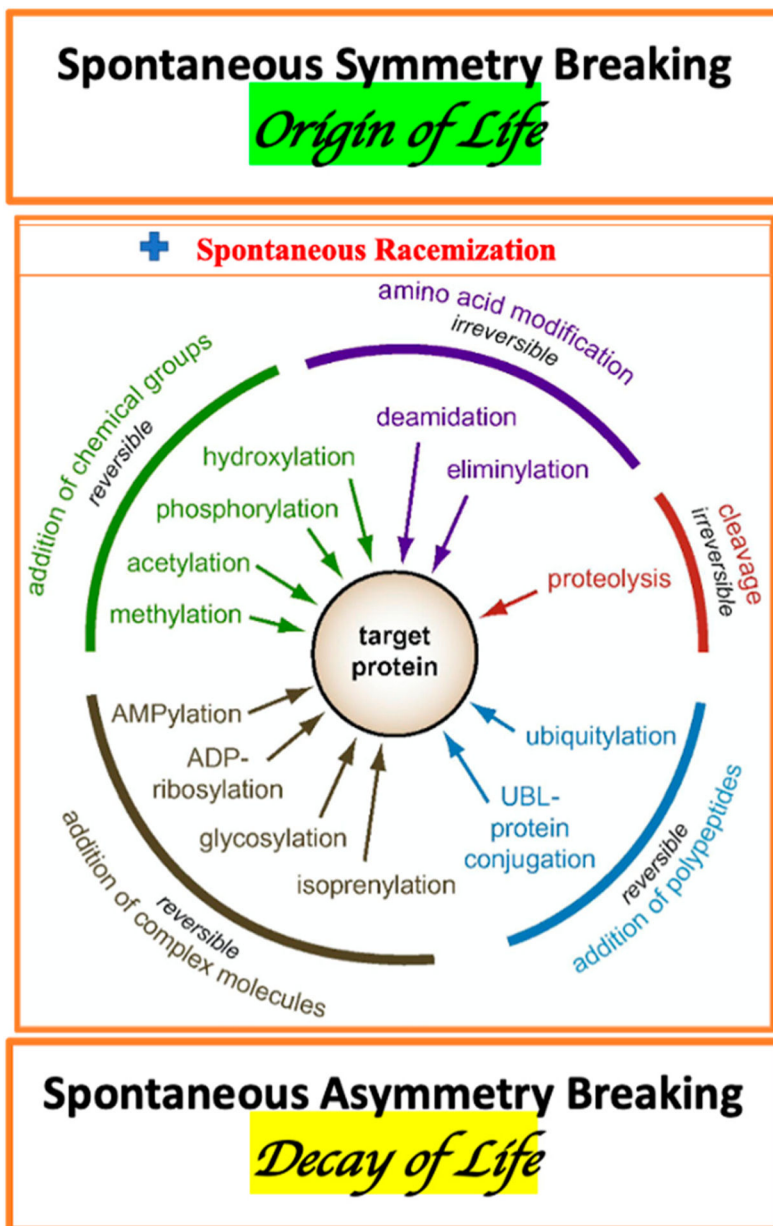 Spontaneous Symmetry Breaking
Origin of Life
Spontaneous Racemization
amino acid modification
irreversible
addition of chemical groups
reversible
deamidation
eliminylation
hydroxylation
phosphorylation
acetylation
methylation
cleavage
irreversible
proteolysis
target
protein
AMPylation
ADP-
ribosylation
glycosylation
isoprenylation
ubiquitylation
UBL-
protein
conjugation
reversible
addition of complex molecules
reversible
addition of polypeptides
Spontaneous Asymmetry Breaking
Decay of Life